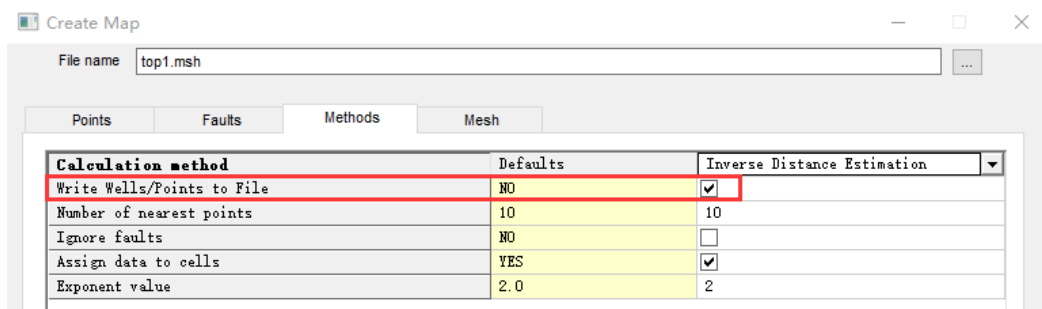 Create Map
File name top1.msh ...
Points Faults Methods Mesh
Calculation method Defaults Inverse Distance Estimation
Write Wells/Points to File NO
Number of nearest points 10 10
Ignore faults NO
Assign data to cells YES
Exponent value 2.0 2